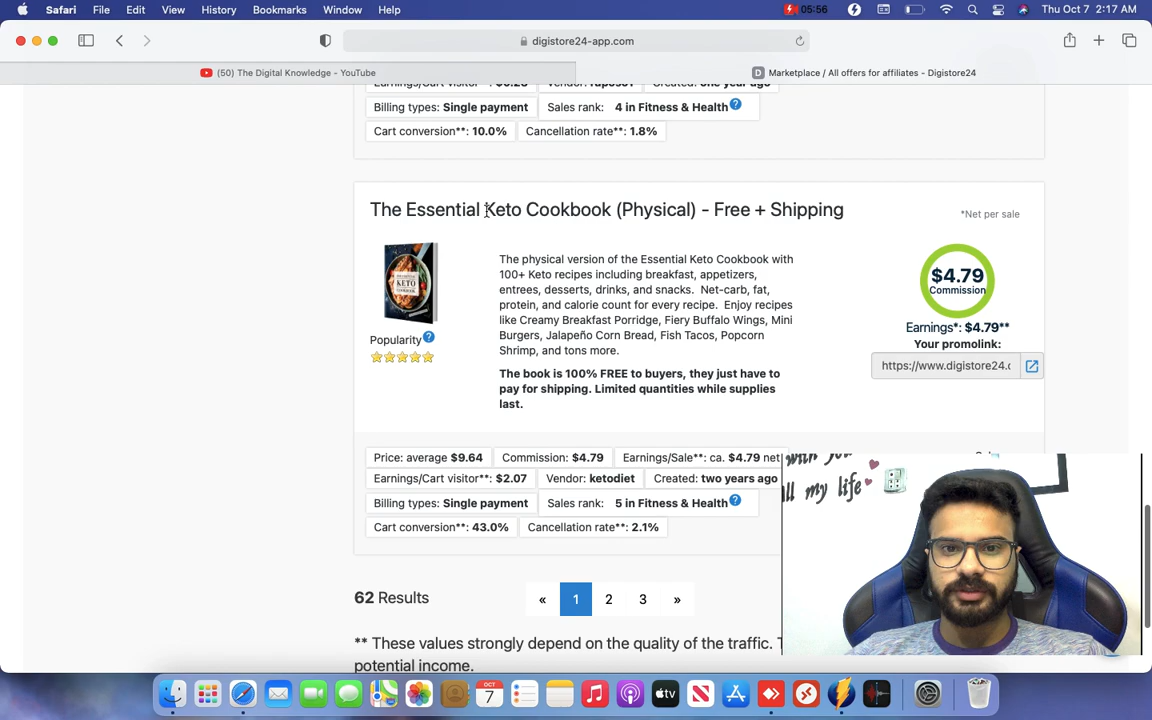 Safari File Edit View History Bookmarks Window Help 05:56 Thu Oct 7 2:17 AM
digistore24-app.com
(50) The Digital Knowledge - YouTube
Marketplace / All offers for affiliates - Digistore24
Billing types: Single payment Sales rank: 4 in Fitness & Health
Cart conversion**: 10.0% Cancellation rate**: 1.8%
The Essential Keto Cookbook (Physical) - Free + Shipping
*Net per sale
The physical version of the Essential Keto Cookbook with
100+ Keto recipes including breakfast, appetizers,
entrees, desserts, drinks, and snacks. Net-carb, fat,
protein, and calorie count for every recipe. Enjoy recipes
like Creamy Breakfast Porridge, Fiery Buffalo Wings, Mini
Burgers, Jalapeño Corn Bread, Fish Tacos, Popcorn
Shrimp, and tons more.
The book is 100% FREE to buyers, they just have to
pay for shipping. Limited quantities while supplies
last.
KETO
Popularity
$4.79
Commission
Earnings*: $4.79**
Your promolink:
https://www.digistore24.c
Price: average $9.64 Commission: $4.79 Earnings/Sale**: ca. $4.79 net
Earnings/Cart visitor**: $2.07 Vendor: ketodiet Created: two years ago
Billing types: Single payment Sales rank: 5 in Fitness & Health
Cart conversion**: 43.0% Cancellation rate**: 2.1%
with you
all my life
62 Results
« 1 2 3 »
** These values strongly depend on the quality of the traffic.
potential income.
OCT
7
tv